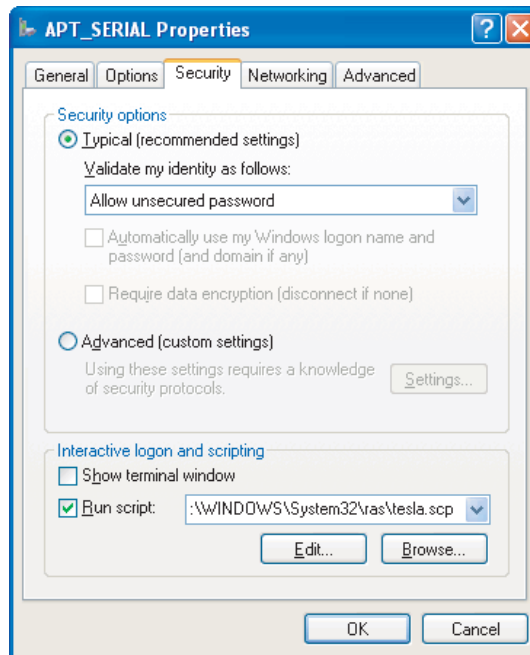 APT_SERIAL Properties
General Options Security Networking Advanced
Security options
Typical (recommended settings)
Validate my identity as follows:
Allow unsecured password
Automatically use my Windows logon name and
password (and domain if any)
Require data encryption (disconnect if none)
Advanced (custom settings)
Using these settings requires a knowledge
of security protocols.
Settings...
Interactive logon and scripting
Show terminal window
Run script: :\WINDOWS\System32\ras\tesla.scp
Edit... Browse...
OK Cancel